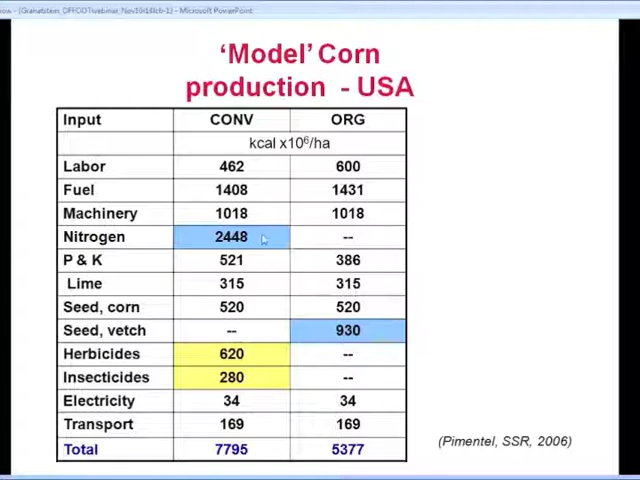 ‘Model’ Corn
production - USA
Input CONV ORG
kcal x10⁶/ha
Labor 462 600
Fuel 1408 1431
Machinery 1018 1018
Nitrogen 2448 --
P & K 521 386
Lime 315 315
Seed, corn 520 520
Seed, vetch -- 930
Herbicides 620 --
Insecticides 280 --
Electricity 34 34
Transport 169 169
Total 7795 5377
(Pimentel, SSR, 2006)